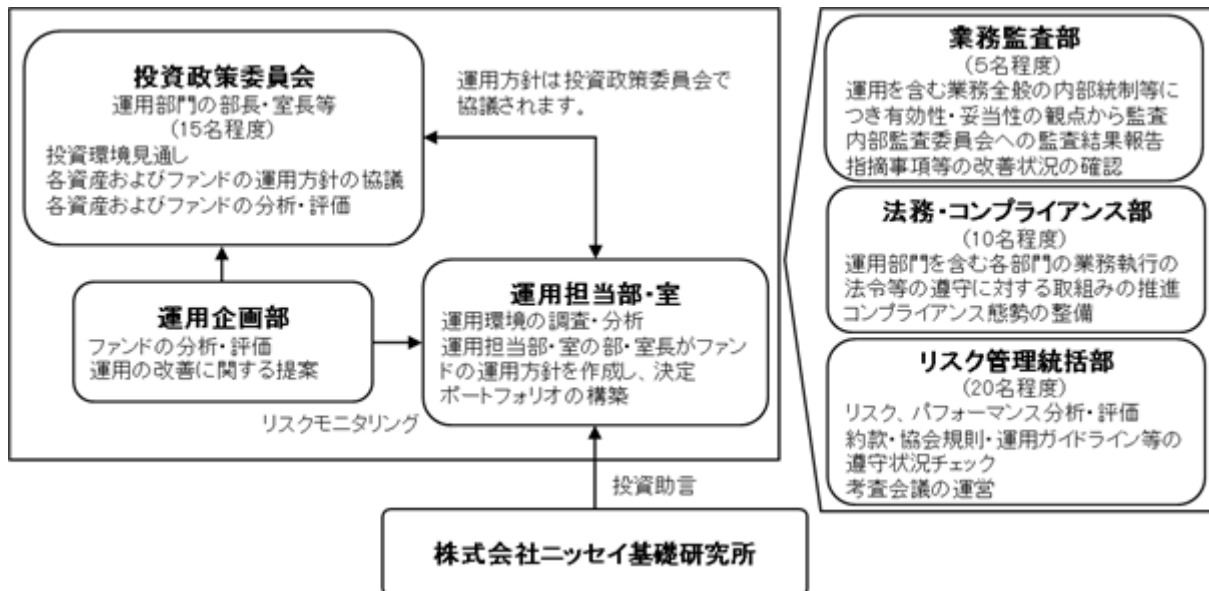 投資政策委員会
運用部門の部長・室長等
(15名程度)
投資環境見通し
各資産およびファンドの運用方針の協議
各資産およびファンドの分析・評価
運用方針は投資政策委員会で
協議されます。
運用企画部
ファンドの分析・評価
運用の改善に関する提案
リスクモニタリング
運用担当部・室
運用環境の調査・分析
運用担当部・室の部・室長がファン
ドの運用方針を作成し、決定
ポートフォリオの構築
投資助言
株式会社ニッセイ基礎研究所
業務監査部
(5名程度)
運用を含む業務全般の内部統制等に
つき有効性・妥当性の観点から監査
内部監査委員会への監査結果報告
指摘事項等の改善状況の確認
法務・コンプライアンス部
(10名程度)
運用部門を含む各部門の業務執行の
法令等の遵守に対する取組みの推進
コンプライアンス態勢の整備
リスク管理統括部
(20名程度)
リスク、パフォーマンス分析・評価
約款・協会規則・運用ガイドライン等の
遵守状況チェック
考査会議の運営